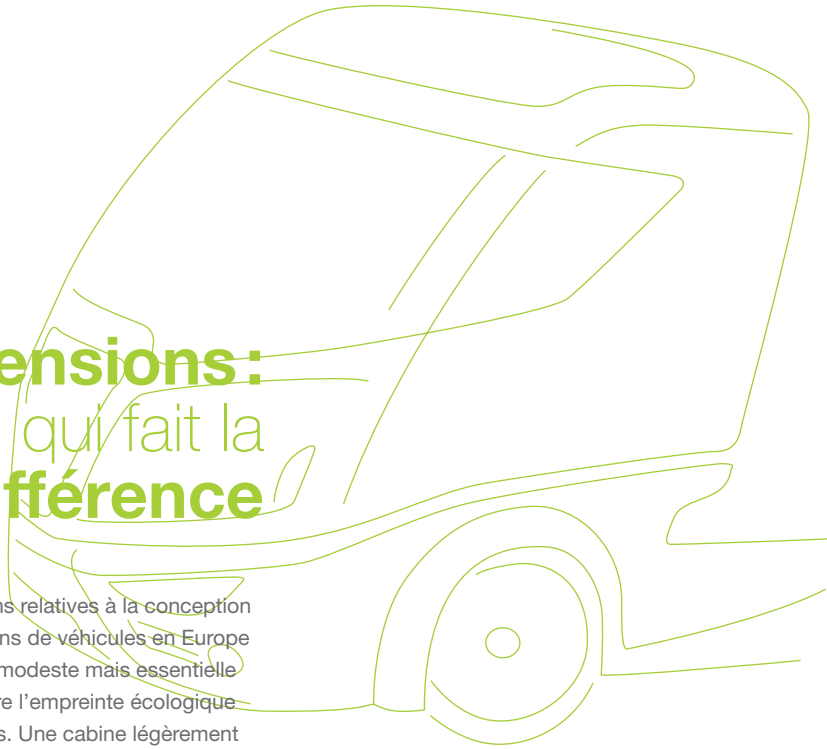 ensions :
qui fait la
fférence
ns relatives à la conception
ns de véhicules en Europe
modeste mais essentielle
re l’empreinte écologique
s. Une cabine légèrement